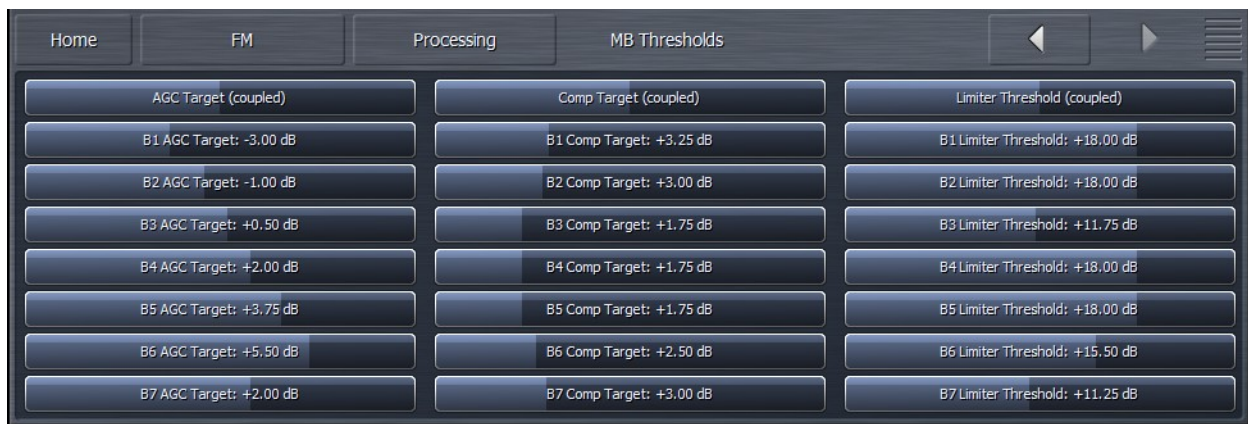 Home FM Processing MB Thresholds
AGC Target (coupled) Comp Target (coupled) Limiter Threshold (coupled)
B1 AGC Target: -3.00 dB B1 Comp Target: +3.25 dB B1 Limiter Threshold: +18.00 dB
B2 AGC Target: -1.00 dB B2 Comp Target: +3.00 dB B2 Limiter Threshold: +18.00 dB
B3 AGC Target: +0.50 dB B3 Comp Target: +1.75 dB B3 Limiter Threshold: +11.75 dB
B4 AGC Target: +2.00 dB B4 Comp Target: +1.75 dB B4 Limiter Threshold: +18.00 dB
B5 AGC Target: +3.75 dB B5 Comp Target: +1.75 dB B5 Limiter Threshold: +18.00 dB
B6 AGC Target: +5.50 dB B6 Comp Target: +2.50 dB B6 Limiter Threshold: +15.50 dB
B7 AGC Target: +2.00 dB B7 Comp Target: +3.00 dB B7 Limiter Threshold: +11.25 dB